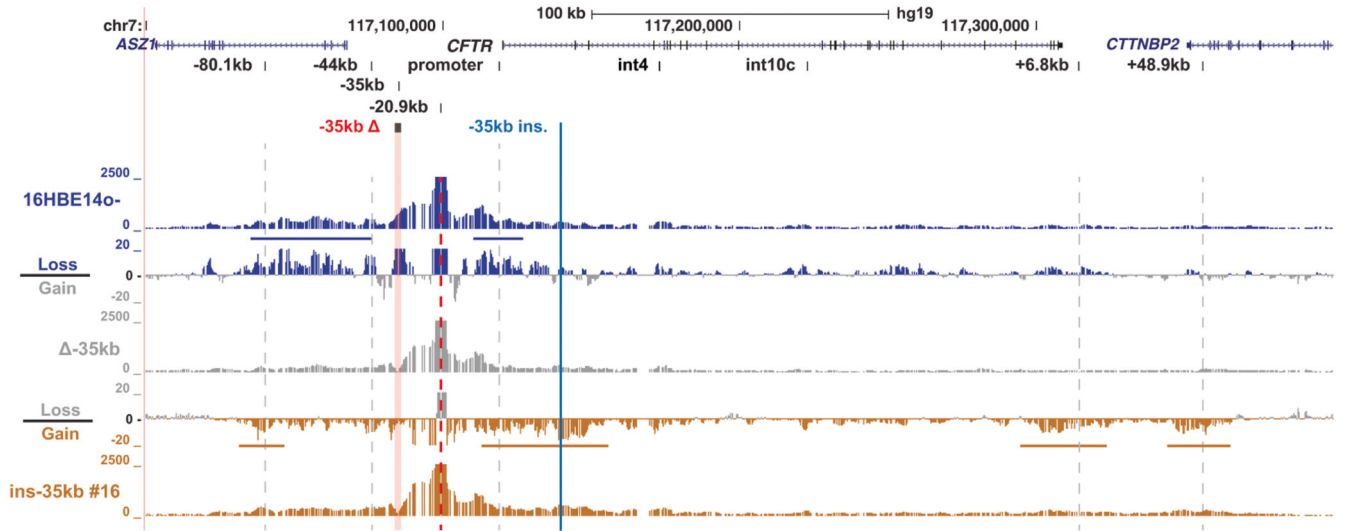 100 kb hg19
chr7: 117,100,000 117,200,000 117,300,000
ASZ1 CFTR CTTNBP2
-80.1kb -44kb promoter int4 int10c +6.8kb +48.9kb
-35kb
-20.9kb
-35kb Δ -35kb ins.
2500
16HBE14o-
0
20
Loss
0
Gain
-20
2500
Δ-35kb
0
20
Loss
0
Gain
-20
2500
ins-35kb #16
0